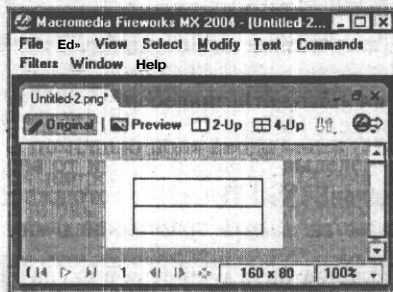 Macromedia Fireworks MX 2004 - [Untitled-2...
File Ed» View Select Modify Text Commands
Filters Window Help
Untitled-2.png*
Original Preview 2-Up 4-Up
1 160 x 80 100%